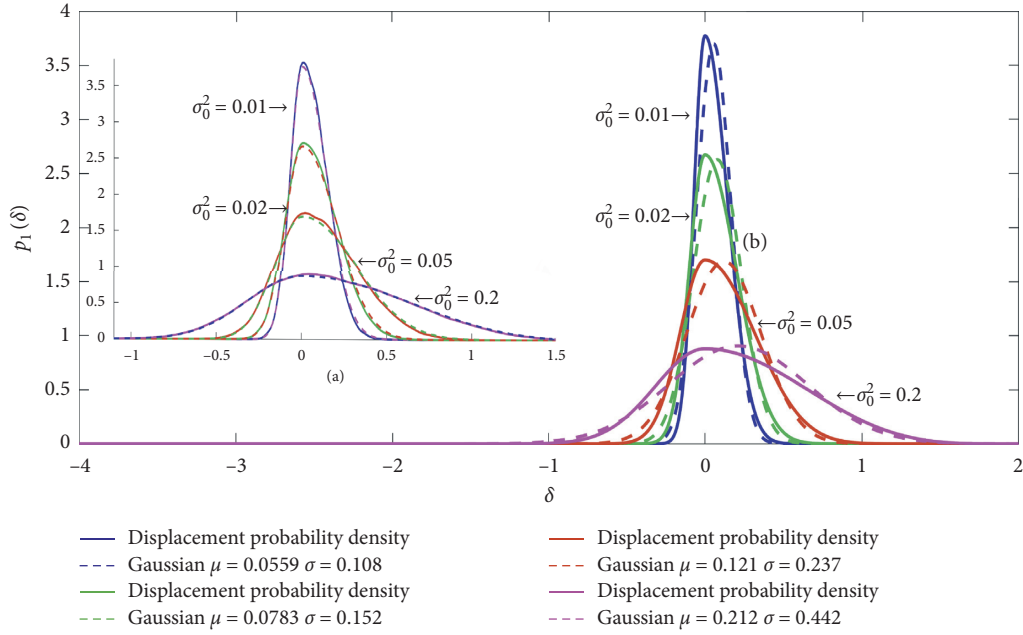 4
3.5
3
2.5
2
1.5
1
0.5
0
p₁(δ)
−4
−3
−2
−1
0
1
2
δ
3.5
3
2.5
2
1.5
1
0.5
0
−1
−0.5
0
0.5
1
1.5
(a)
σ₀² = 0.01→
σ₀² = 0.02→
←σ₀² = 0.05
←σ₀² = 0.2
σ₀² = 0.01→
σ₀² = 0.02→
(b)
←σ₀² = 0.05
←σ₀² = 0.2
Displacement probability density
Gaussian μ = 0.0559 σ = 0.108
Displacement probability density
Gaussian μ = 0.0783 σ = 0.152
Displacement probability density
Gaussian μ = 0.121 σ = 0.237
Displacement probability density
Gaussian μ = 0.212 σ = 0.442